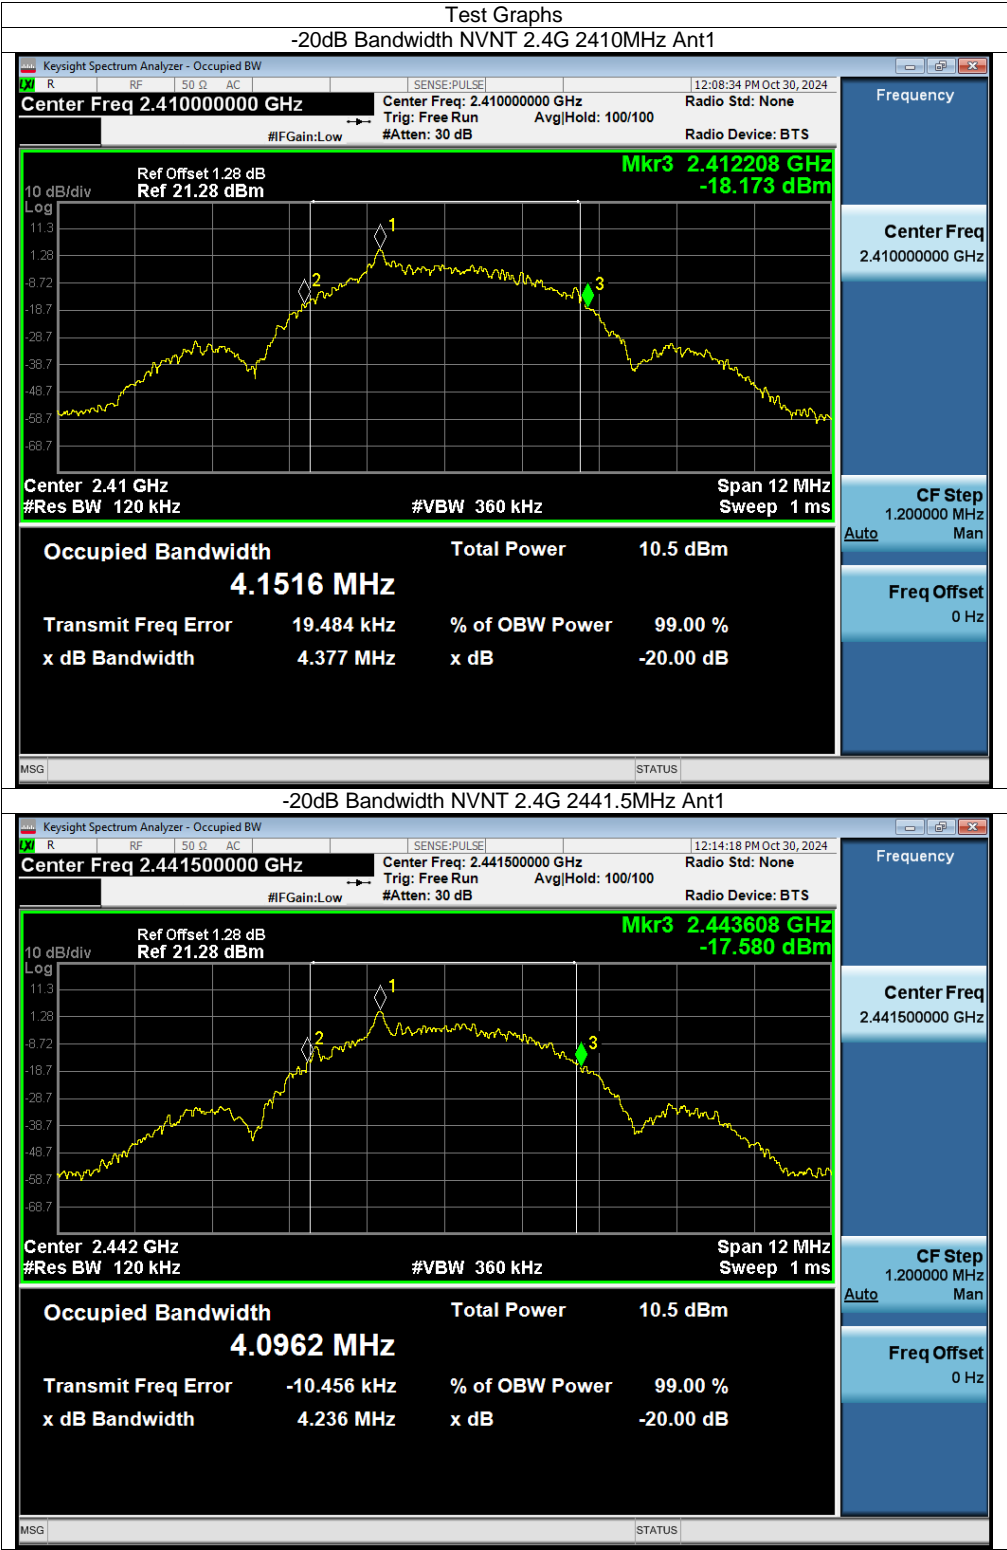 Test Graphs
-20dB Bandwidth NVNT 2.4G 2410MHz Ant1
Keysight Spectrum Analyzer - Occupied BW
LXI R RF 50 Ω AC SENSE:PULSE 12:08:34 PM Oct 30, 2024
Center Freq 2.410000000 GHz Center Freq: 2.410000000 GHz Radio Std: None Frequency
Trig: Free Run Avg|Hold: 100/100
#IFGain:Low #Atten: 30 dB Radio Device: BTS
Mkr3 2.412208 GHz
Ref Offset 1.28 dB
10 dB/div Ref 21.28 dBm -18.173 dBm
Log
11.3
1.28
-8.72
-18.7
-28.7
-38.7
-48.7
-58.7
-68.7
1
2
3
Center Freq
2.410000000 GHz
Center 2.41 GHz Span 12 MHz
#Res BW 120 kHz #VBW 360 kHz Sweep 1 ms
CF Step
1.200000 MHz
Auto Man
Occupied Bandwidth Total Power 10.5 dBm
4.1516 MHz
Freq Offset
0 Hz
Transmit Freq Error 19.484 kHz % of OBW Power 99.00 %
x dB Bandwidth 4.377 MHz x dB -20.00 dB
MSG STATUS
-20dB Bandwidth NVNT 2.4G 2441.5MHz Ant1
Keysight Spectrum Analyzer - Occupied BW
LXI R RF 50 Ω AC SENSE:PULSE 12:14:18 PM Oct 30, 2024
Center Freq 2.441500000 GHz Center Freq: 2.441500000 GHz Radio Std: None Frequency
Trig: Free Run Avg|Hold: 100/100
#IFGain:Low #Atten: 30 dB Radio Device: BTS
Mkr3 2.443608 GHz
Ref Offset 1.28 dB
10 dB/div Ref 21.28 dBm -17.580 dBm
Log
11.3
1.28
-8.72
-18.7
-28.7
-38.7
-48.7
-58.7
-68.7
1
2
3
Center Freq
2.441500000 GHz
Center 2.442 GHz Span 12 MHz
#Res BW 120 kHz #VBW 360 kHz Sweep 1 ms
CF Step
1.200000 MHz
Auto Man
Occupied Bandwidth Total Power 10.5 dBm
4.0962 MHz
Freq Offset
0 Hz
Transmit Freq Error -10.456 kHz % of OBW Power 99.00 %
x dB Bandwidth 4.236 MHz x dB -20.00 dB
MSG STATUS